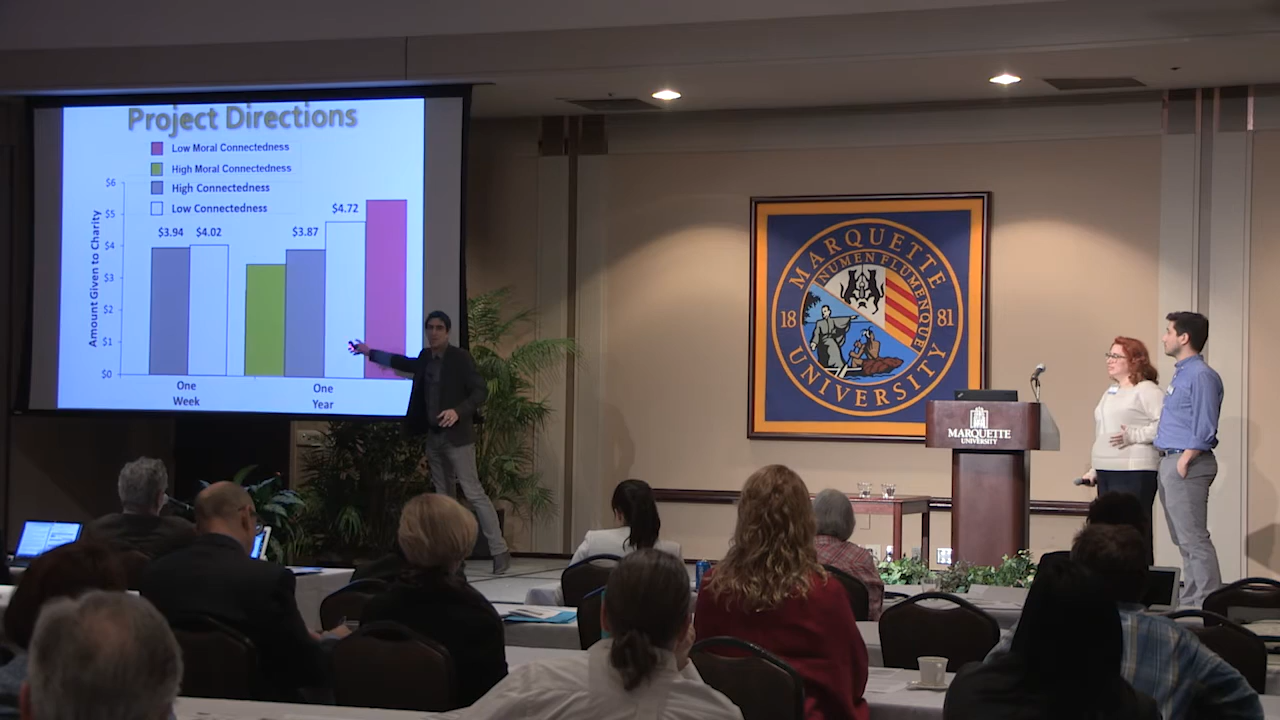 Project Directions
Low Moral Connectedness
High Moral Connectedness
High Connectedness
Low Connectedness
Amount Given to Charity
$6
$5
$4
$3
$2
$1
$0
$3.94
$4.02
$3.87
$4.72
One
Week
One
Year
MARQUETTE
NUMEN FLUMENQUE
18 81
UNIVERSITY
MARQUETTE
UNIVERSITY